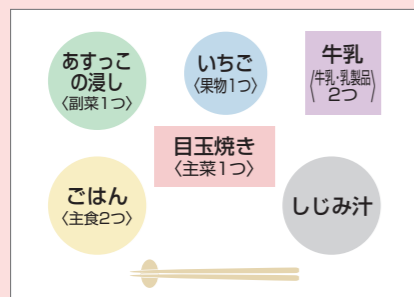 あすっこ
の浸し
〈副菜1つ〉
いちご
〈果物1つ〉
牛乳
〈牛乳・乳製品〉
2つ
目玉焼き
〈主菜1つ〉
ごはん
〈主食2つ〉
しじみ汁